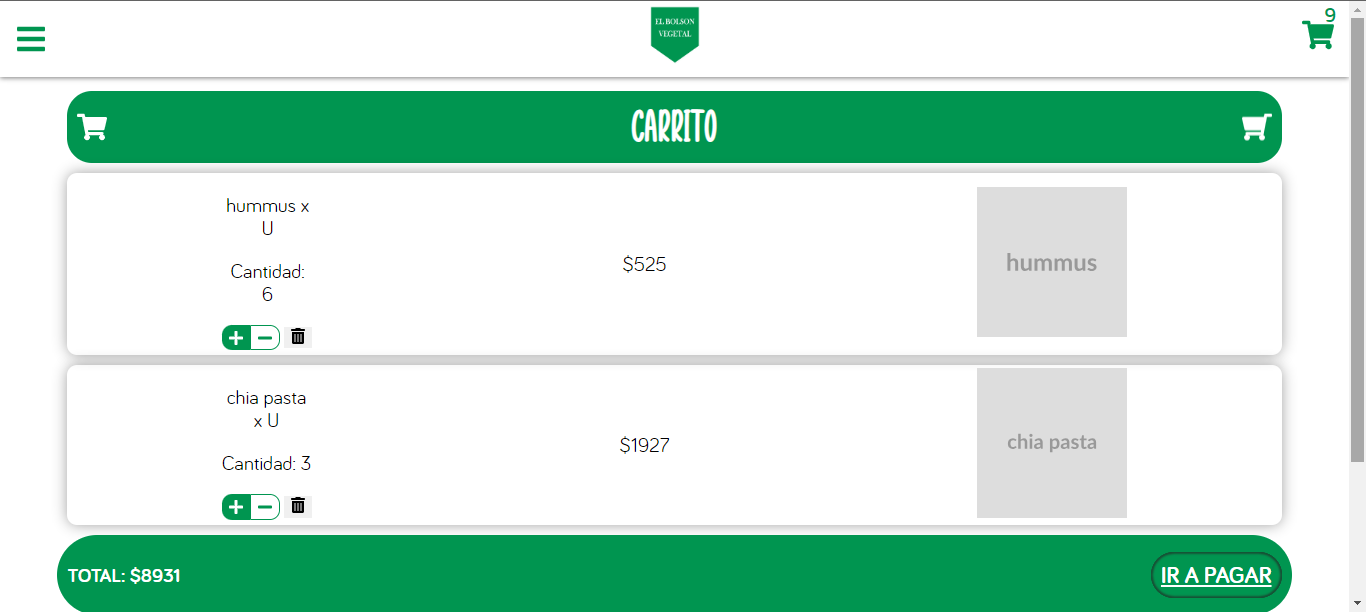 EL BOLSON
VEGETAL
9
CARRITO
hummus x
U
Cantidad:
6
$525
hummus
chia pasta
x U
Cantidad: 3
$1927
chia pasta
TOTAL: $8931
IR A PAGAR